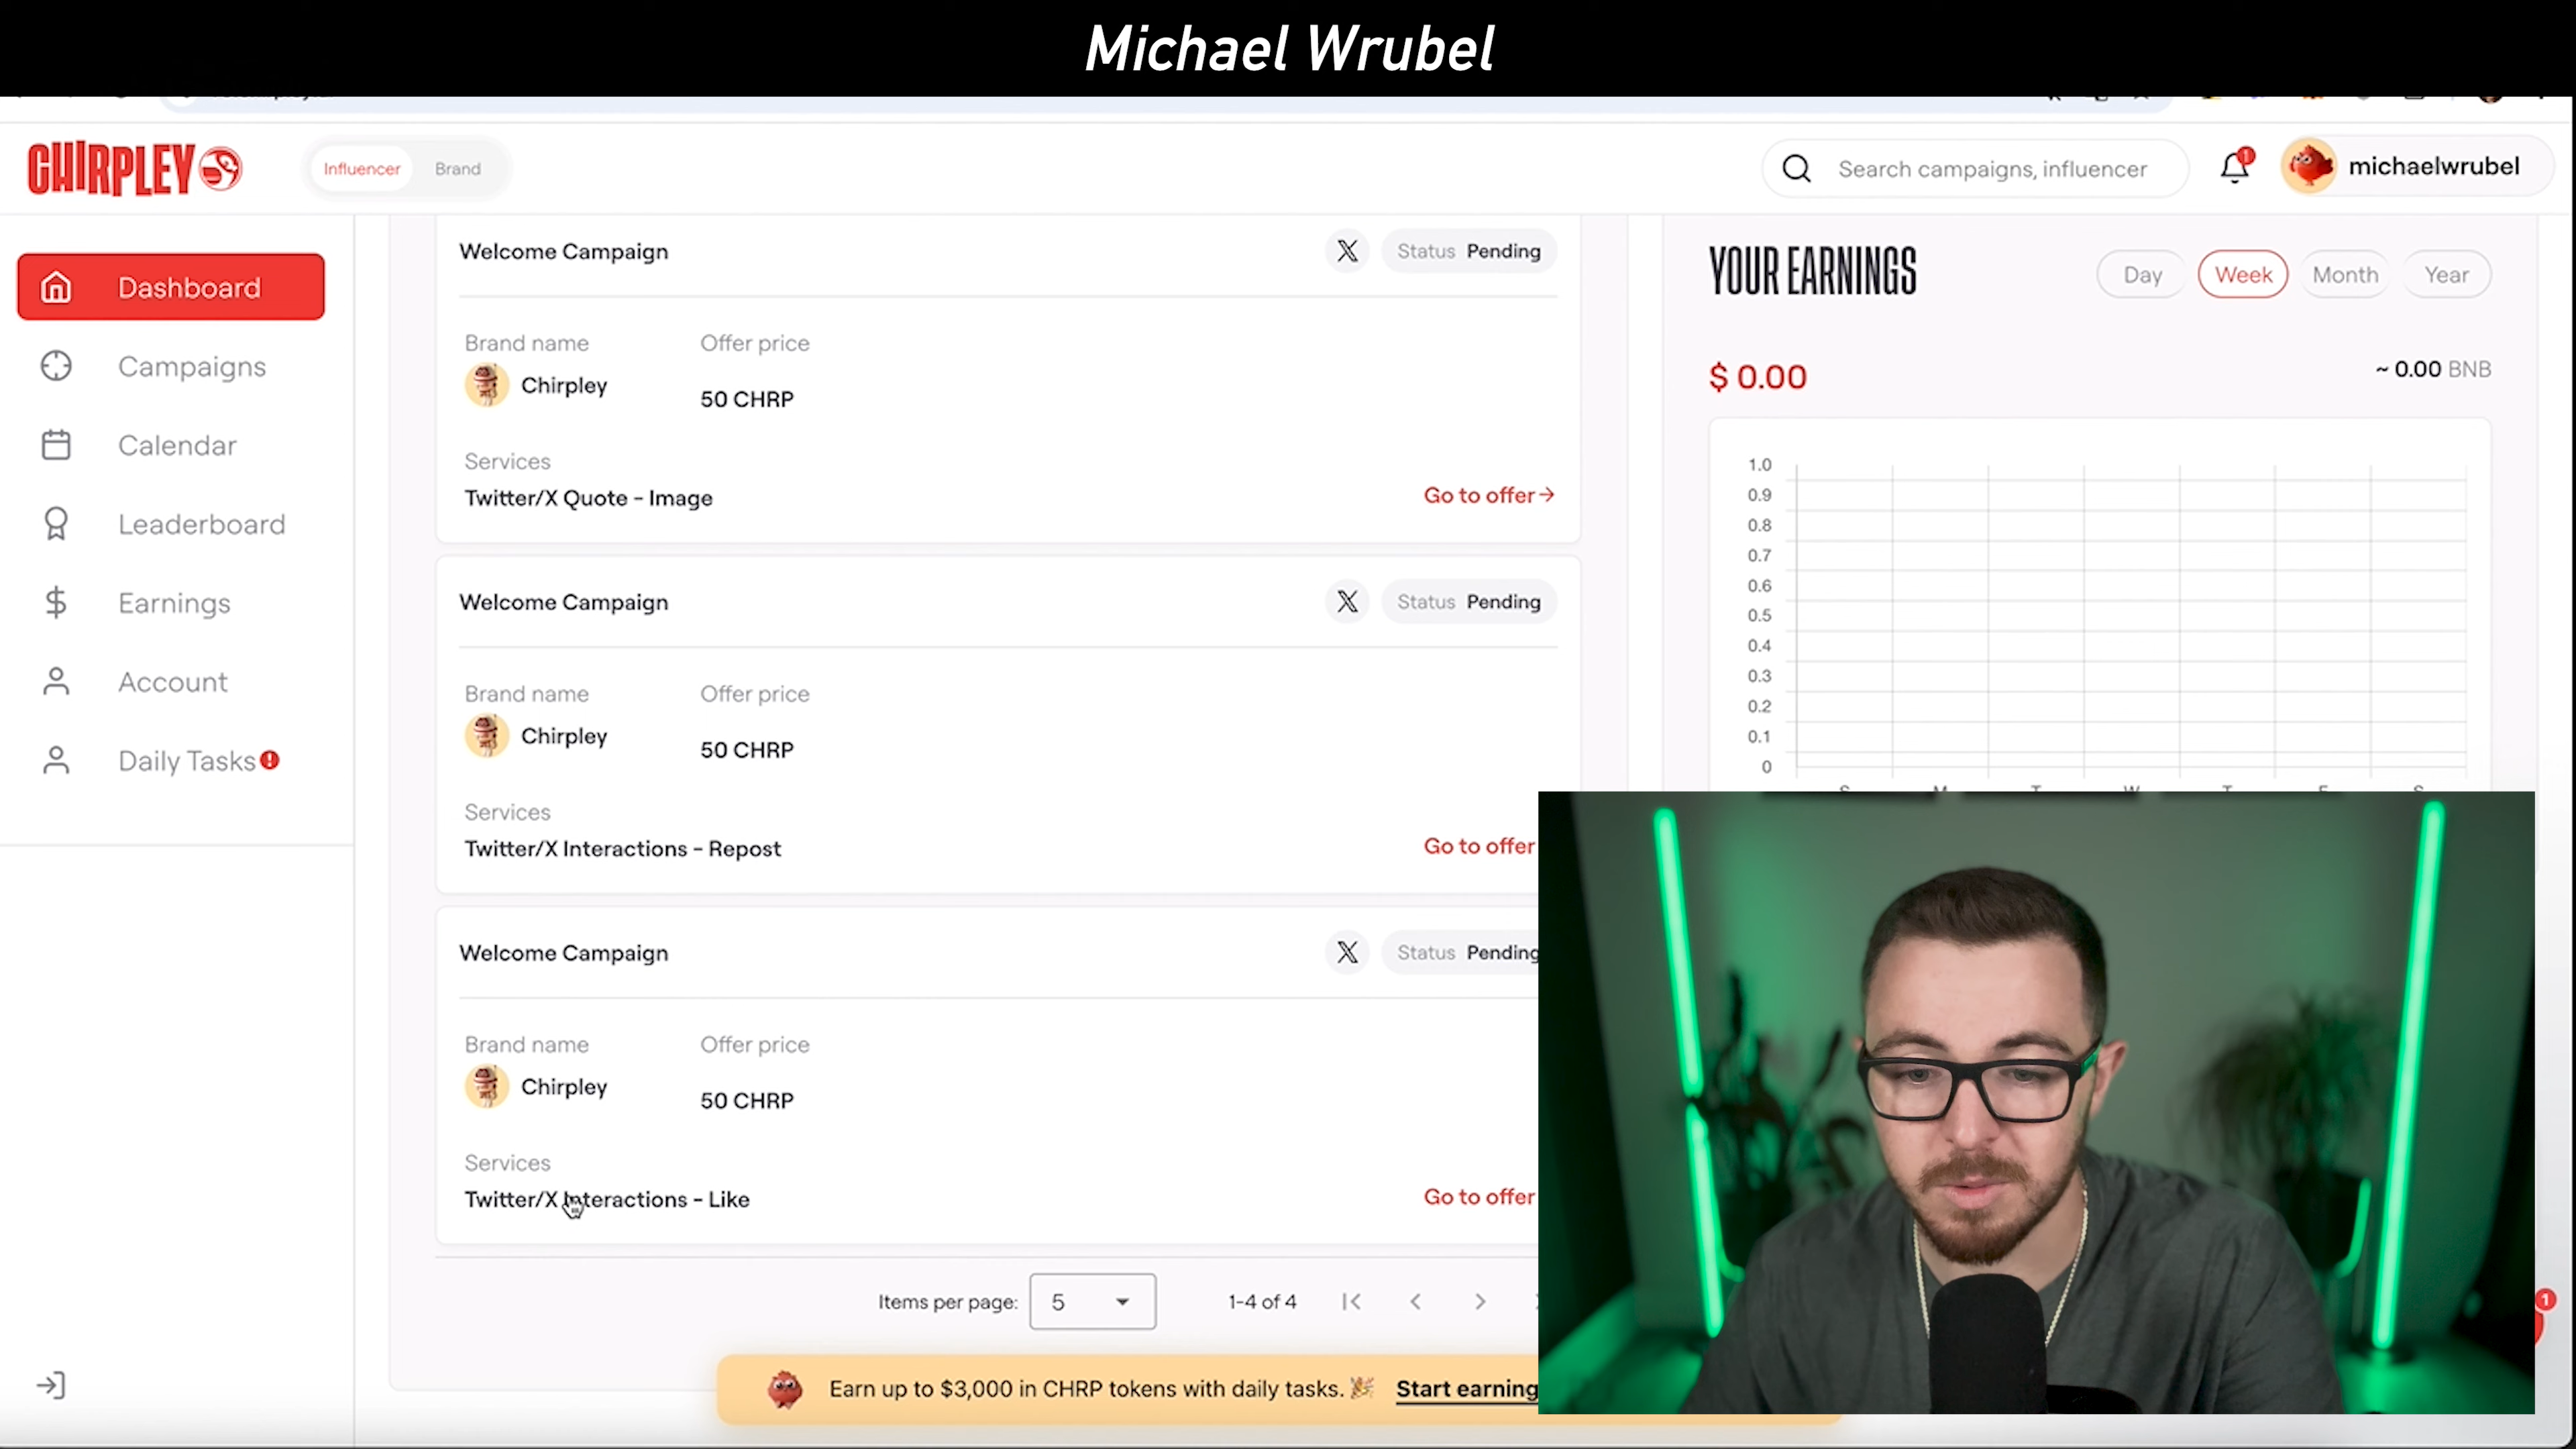 Michael Wrubel
CHIRPLEY
Influencer
Brand
Search campaigns, influencer
1
michaelwrubel
Dashboard
Campaigns
Calendar
Leaderboard
Earnings
Account
Daily Tasks
Welcome Campaign
X
Status Pending
Brand name
Offer price
Chirpley
50 CHRP
Services
Twitter/X Quote - Image
Go to offer →
Welcome Campaign
X
Status Pending
Brand name
Offer price
Chirpley
50 CHRP
Services
Twitter/X Interactions - Repost
Go to offer
Welcome Campaign
X
Status Pending
Brand name
Offer price
Chirpley
50 CHRP
Services
Twitter/X Interactions - Like
Go to offer
Items per page: 5
1-4 of 4
Earn up to $3,000 in CHRP tokens with daily tasks. 🎉 Start earning
YOUR EARNINGS
Day
Week
Month
Year
$ 0.00
~ 0.00 BNB
1.0
0.9
0.8
0.7
0.6
0.5
0.4
0.3
0.2
0.1
0
1